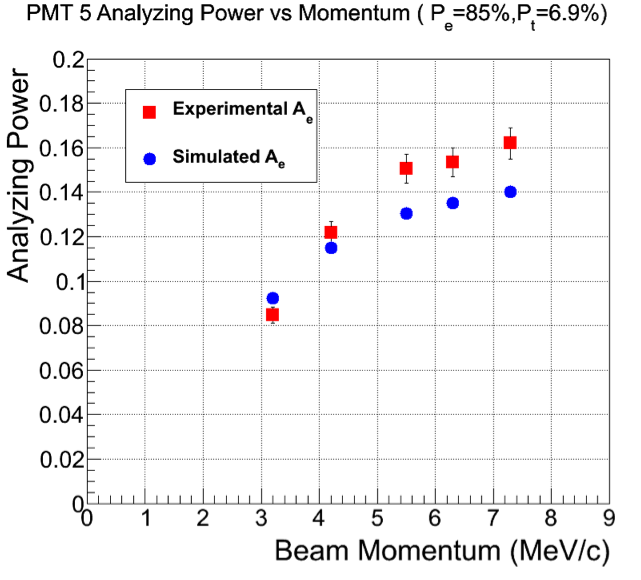 PMT 5 Analyzing Power vs Momentum ( Pe=85%,Pt=6.9%)
Analyzing Power
0.2
0.18
0.16
0.14
0.12
0.1
0.08
0.06
0.04
0.02
0
Experimental Ae
Simulated Ae
0 1 2 3 4 5 6 7 8 9
Beam Momentum (MeV/c)